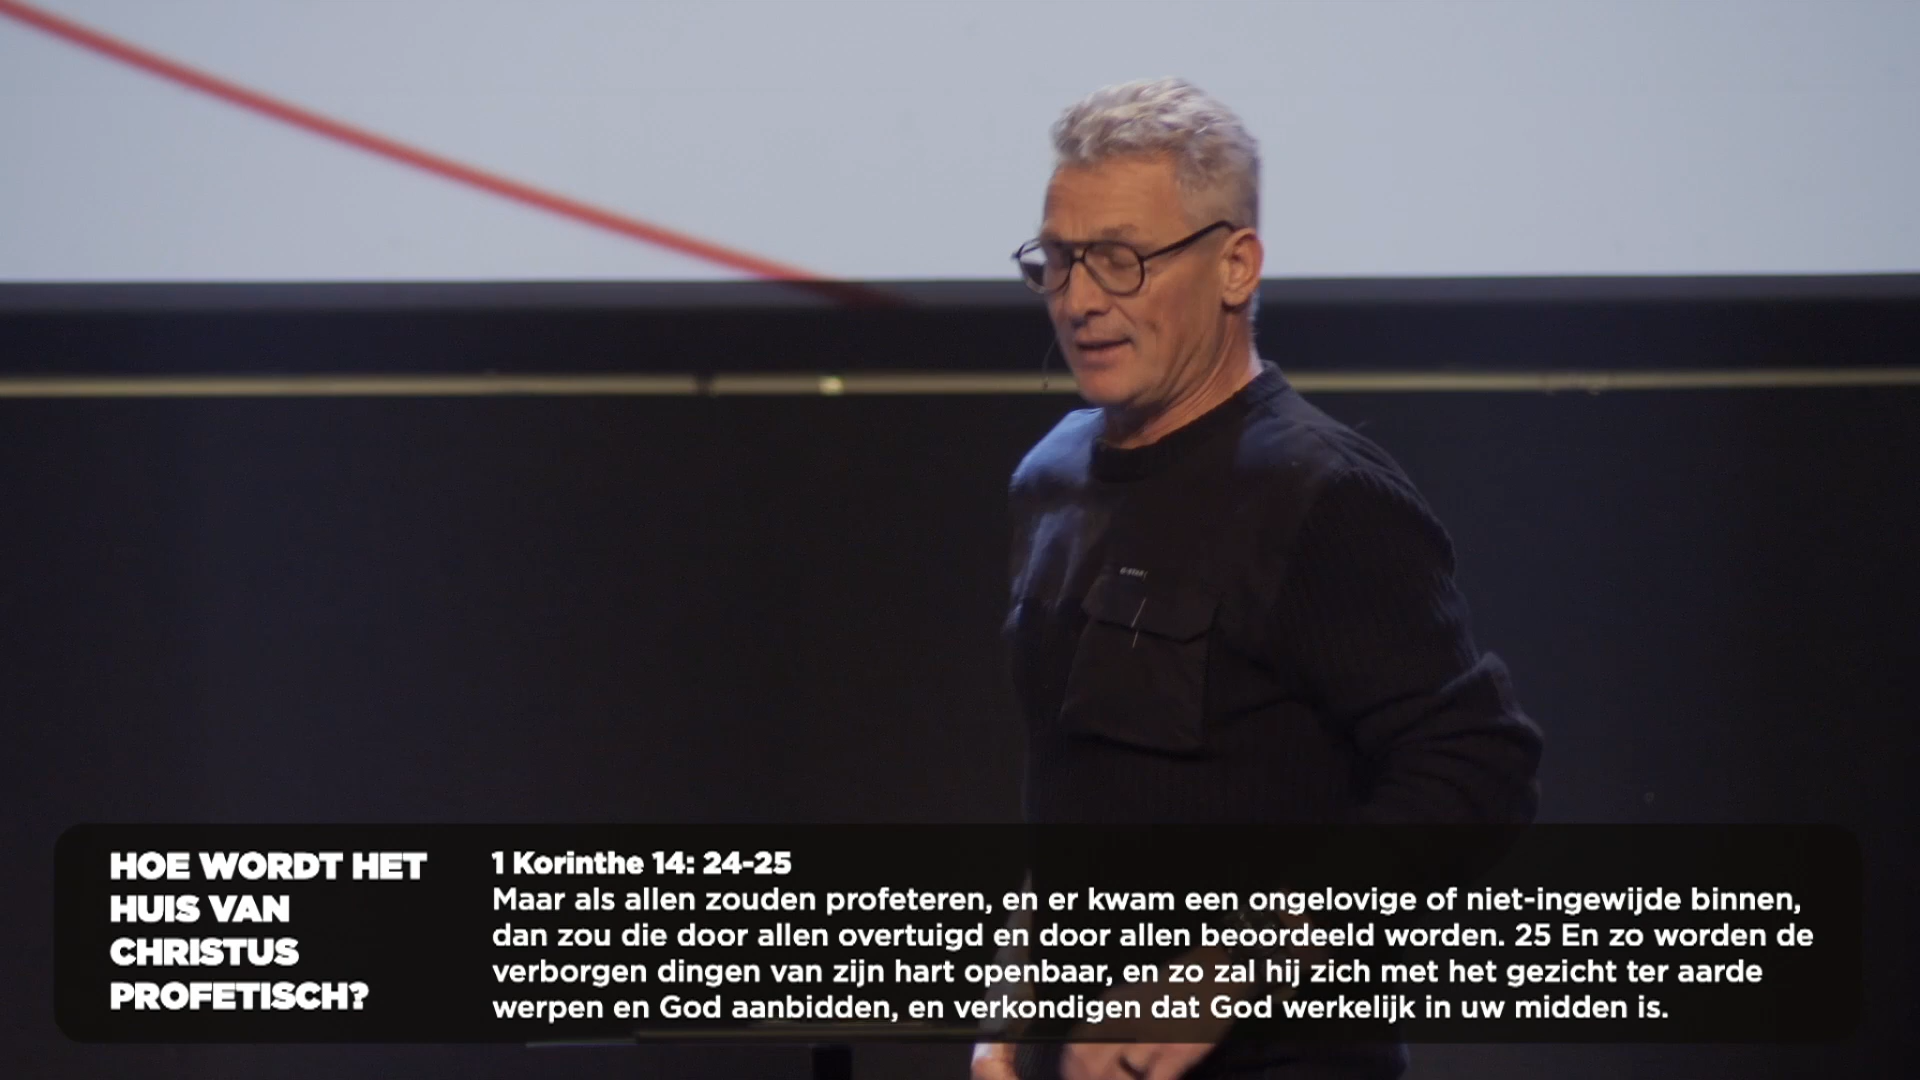 HOE WORDT HET
HUIS VAN
CHRISTUS
PROFETISCH?
1 Korinthe 14: 24-25
Maar als allen zouden profeteren, en er kwam een ongelovige of niet-ingewijde binnen,
dan zou die door allen overtuigd en door allen beoordeeld worden. 25 En zo worden de
verborgen dingen van zijn hart openbaar, en zo zal hij zich met het gezicht ter aarde
werpen en God aanbidden, en verkondigen dat God werkelijk in uw midden is.